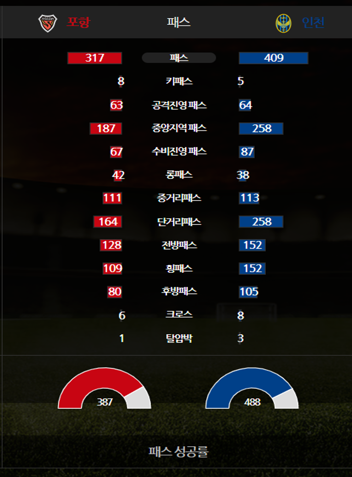 포항 패스 인천
317 패스 409
8 키패스 5
63 공격진영 패스 64
187 중앙지역 패스 258
67 수비진영 패스 87
42 롱패스 38
111 중거리패스 113
164 단거리패스 258
128 전방패스 152
109 횡패스 152
80 후방패스 105
6 크로스 8
1 탈압박 3
387 488
패스 성공률